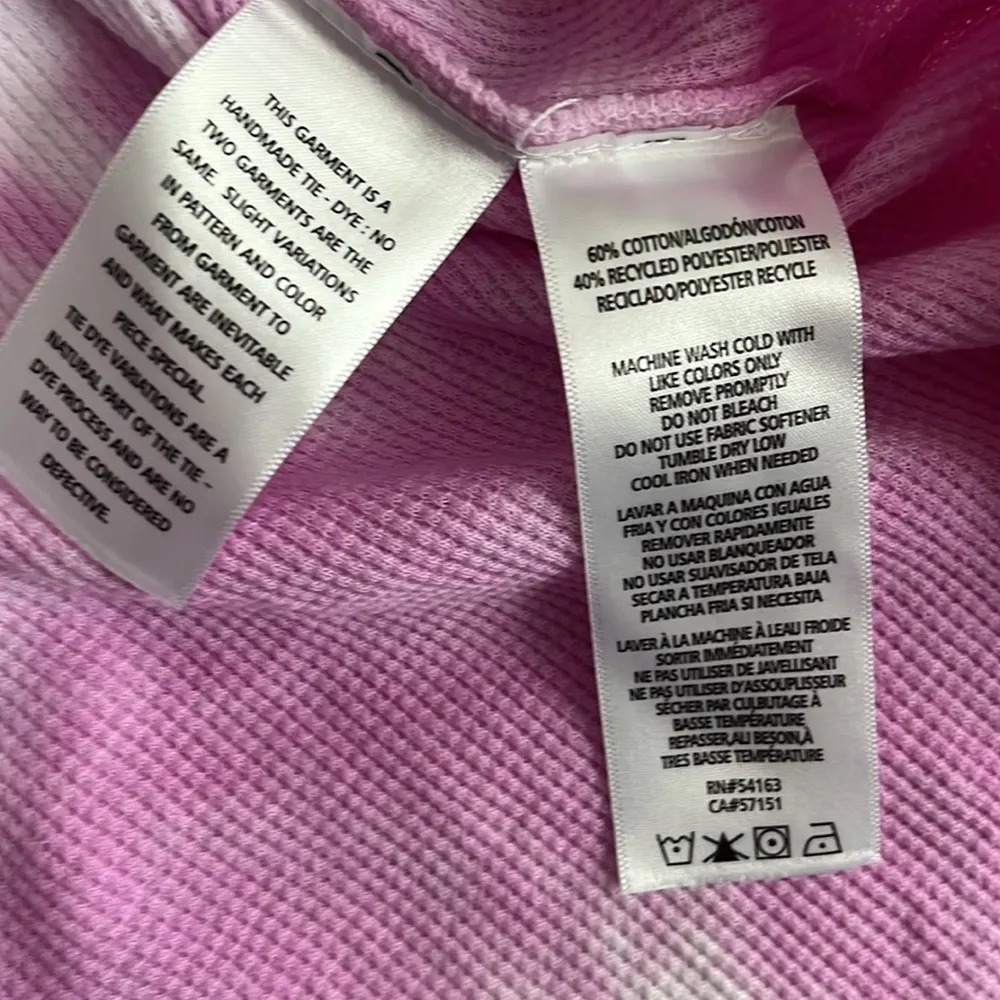 THIS GARMENT IS A
HANDMADE TIE - DYE : NO
TWO GARMENTS ARE THE
SAME. SLIGHT VARIATIONS
IN PATTERN AND COLOR
FROM GARMENT TO
GARMENT ARE INEVITABLE
AND WHAT MAKES EACH
PIECE SPECIAL.
TIE DYE VARIATIONS ARE A
NATURAL PART OF THE TIE -
DYE PROCESS AND ARE NO
WAY TO BE CONSIDERED
DEFECTIVE.
60% COTTON/ALGODÓN/COTON
40% RECYCLED POLYESTER/POLIESTER
RECICLADO/POLYESTER RECYCLE
MACHINE WASH COLD WITH
LIKE COLORS ONLY
REMOVE PROMPTLY
DO NOT BLEACH
DO NOT USE FABRIC SOFTENER
TUMBLE DRY LOW
COOL IRON WHEN NEEDED
LAVAR A MAQUINA CON AGUA
FRIA Y CON COLORES IGUALES
REMOVER RAPIDAMENTE
NO USAR BLANQUEADOR
NO USAR SUAVISADOR DE TELA
SECAR A TEMPERATURA BAJA
PLANCHA FRIA SI NECESITA
LAVER À LA MACHINE À LEAU FROIDE
SORTIR IMMÉDIATEMENT
NE PAS UTILISER DE JAVELLISANT
NE PAS UTILISER D'ASSOUPLISSEUR
SÉCHER PAR CULBUTAGE À
BASSE TEMPÉRATURE
REPASSER,ALI BESOIN,À
TRES BASSE TEMPÉRATURE
RN#54163
CA#57151